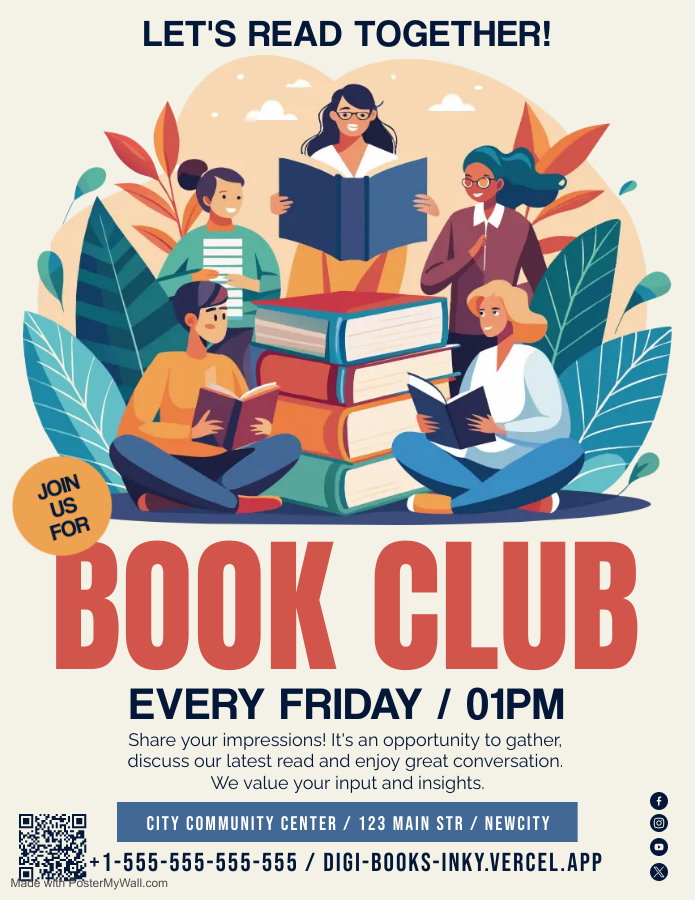 LET'S READ TOGETHER!
JOIN
US
FOR
BOOK CLUB
EVERY FRIDAY / 01PM
Share your impressions! It's an opportunity to gather,
discuss our latest read and enjoy great conversation.
We value your input and insights.
CITY COMMUNITY CENTER / 123 MAIN STR / NEWCITY
+1-555-555-555-555 / DIGI-BOOKS-INKY.VERCEL.APP
Made with PosterMyWall.com